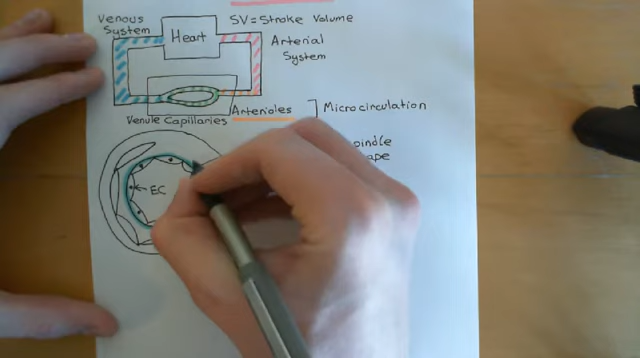 Venous
System
Heart
SV=Stroke Volume
Arterial
System
Arterioles
Microcirculation
Venule Capillaries
EC